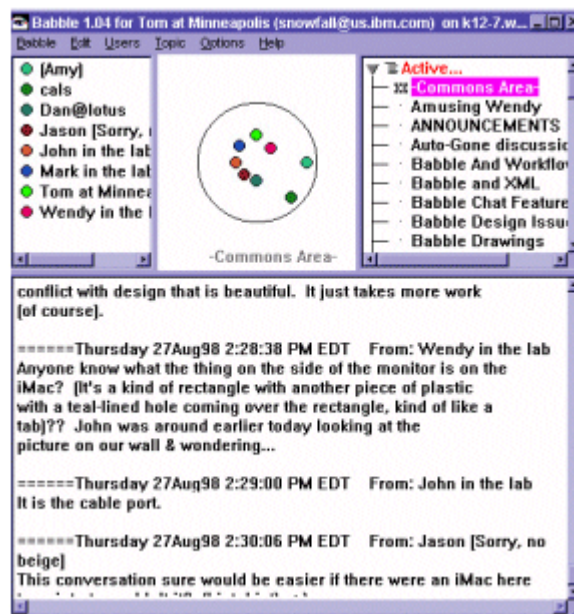 Babble 1.04 for Tom at Minneapolis (snowfall@us.ibm.com) on k12-7.w...
Babble Edit Users Topic Options Help
(Amy)
cals
Dan@lotus
Jason [Sorry,
John in the lab
Mark in the lab
Tom at Minnea
Wendy in the
-Commons Area-
Active...
-Commons Area-
Amusing Wendy
ANNOUNCEMENTS
Auto-Gone discussio
Babble And Workflo
Babble and XML
Babble Chat Feature
Babble Design Issu
Babble Drawings
conflict with design that is beautiful. It just takes more work
(of course).
======Thursday 27Aug98 2:28:38 PM EDT From: Wendy in the lab
Anyone know what the thing on the side of the monitor is on the
iMac? (It's a kind of rectangle with another piece of plastic
with a teal-lined hole coming over the rectangle, kind of like a
tab)?? John was around earlier today looking at the
picture on our wall & wondering...
======Thursday 27Aug98 2:29:00 PM EDT From: John in the lab
It is the cable port.
======Thursday 27Aug98 2:30:06 PM EDT From: Jason [Sorry, no
beige]
This conversation sure would be easier if there were an iMac here